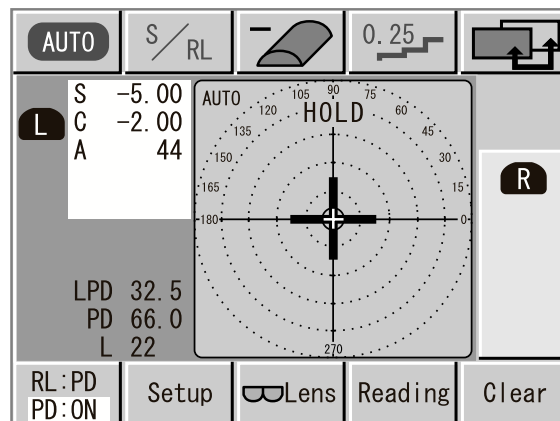 AUTO
S/RL
0.25
L
S -5.00
C -2.00
A 44
AUTO
HOLD
105 90 75
120 60
135 45
150 30
165 15
180 0
270
R
LPD 32.5
PD 66.0
L 22
RL:PD
PD:ON
Setup
Lens
Reading
Clear